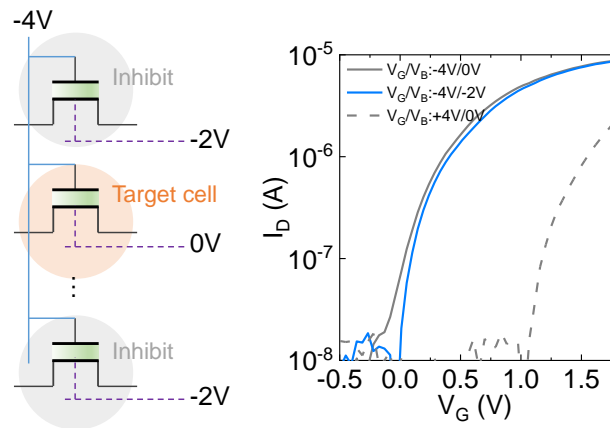 -4V
Inhibit
-2V
Target cell
0V
⋮
Inhibit
-2V
10⁻⁵
V_G/V_B:-4V/0V
V_G/V_B:-4V/-2V
V_G/V_B:+4V/0V
10⁻⁶
10⁻⁷
10⁻⁸
I_D (A)
-0.5 0.0 0.5 1.0 1.5
V_G (V)